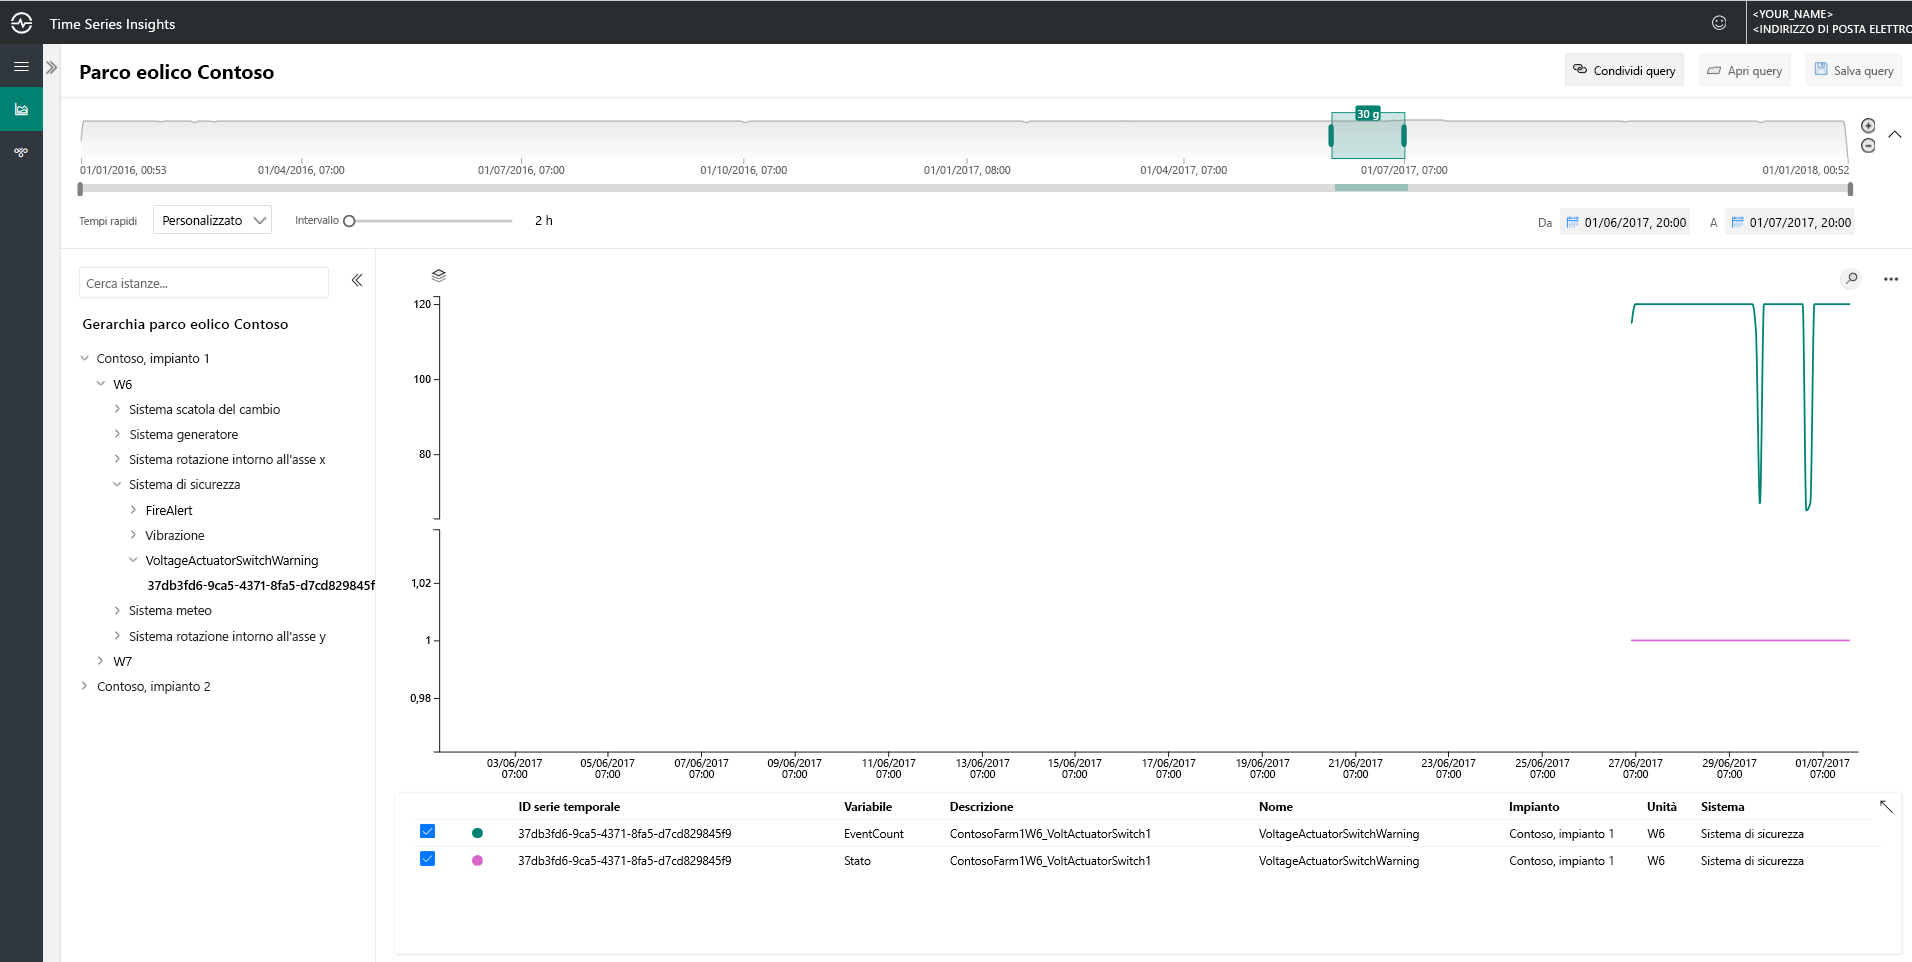 Time Series Insights
<YOUR_NAME>
<INDIRIZZO DI POSTA ELETTRO
Parco eolico Contoso
Condividi query
Apri query
Salva query
30 g
01/01/2016, 00:53
01/04/2016, 07:00
01/07/2016, 07:00
01/10/2016, 07:00
01/01/2017, 08:00
01/04/2017, 07:00
01/07/2017, 07:00
01/01/2018, 00:52
Tempi rapidi
Personalizzato
Intervallo
2 h
Da
01/06/2017, 20:00
A
01/07/2017, 20:00
Cerca istanze...
Gerarchia parco eolico Contoso
Contoso, impianto 1
W6
Sistema scatola del cambio
Sistema generatore
Sistema rotazione intorno all'asse x
Sistema di sicurezza
FireAlert
Vibrazione
VoltageActuatorSwitchWarning
37db3fd6-9ca5-4371-8fa5-d7cd829845f
Sistema meteo
Sistema rotazione intorno all'asse y
W7
Contoso, impianto 2
120
100
80
1,02
1
0,98
03/06/2017
07:00
05/06/2017
07:00
07/06/2017
07:00
09/06/2017
07:00
11/06/2017
07:00
13/06/2017
07:00
15/06/2017
07:00
17/06/2017
07:00
19/06/2017
07:00
21/06/2017
07:00
23/06/2017
07:00
25/06/2017
07:00
27/06/2017
07:00
29/06/2017
07:00
01/07/2017
07:00
ID serie temporale Variabile Descrizione Nome Impianto Unità Sistema
37db3fd6-9ca5-4371-8fa5-d7cd829845f9 EventCount ContosoFarm1W6_VoltActuatorSwitch1 VoltageActuatorSwitchWarning Contoso, impianto 1 W6 Sistema di sicurezza
37db3fd6-9ca5-4371-8fa5-d7cd829845f9 Stato ContosoFarm1W6_VoltActuatorSwitch1 VoltageActuatorSwitchWarning Contoso, impianto 1 W6 Sistema di sicurezza